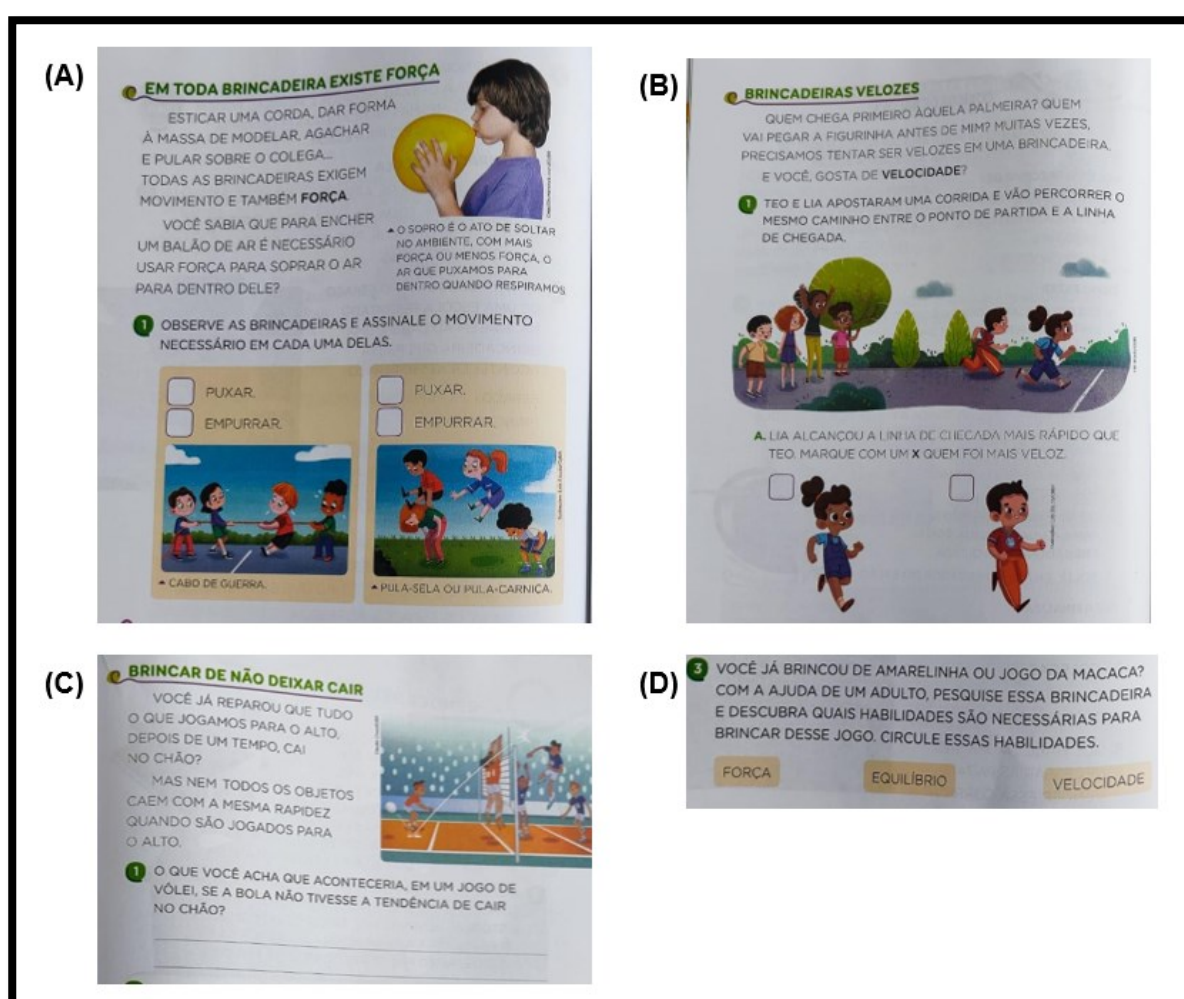 (A)
EM TODA BRINCADEIRA EXISTE FORÇA
ESTICAR UMA CORDA, DAR FORMA
À MASSA DE MODELAR, AGACHAR
E PULAR SOBRE O COLEGA...
TODAS AS BRINCADEIRAS EXIGEM
MOVIMENTO E TAMBÉM FORÇA.
VOCÊ SABIA QUE PARA ENCHER
UM BALÃO DE AR É NECESSÁRIO
USAR FORÇA PARA SOPRAR O AR
PARA DENTRO DELE?
O SOPRO É O ATO DE SOLTAR
NO AMBIENTE, COM MAIS
FORÇA OU MENOS FORÇA, O
AR QUE PUXAMOS PARA
DENTRO QUANDO RESPIRAMOS.
1 OBSERVE AS BRINCADEIRAS E ASSINALE O MOVIMENTO
NECESSÁRIO EM CADA UMA DELAS.
PUXAR.
EMPURRAR.
CABO DE GUERRA.
PUXAR.
EMPURRAR.
PULA-SELA OU PULA-CARNIÇA.
(B)
BRINCADEIRAS VELOZES
QUEM CHEGA PRIMEIRO ÀQUELA PALMEIRA? QUEM
VAI PEGAR A FIGURINHA ANTES DE MIM? MUITAS VEZES,
PRECISAMOS TENTAR SER VELOZES EM UMA BRINCADEIRA.
E VOCÊ, GOSTA DE VELOCIDADE?
1 TEO E LIA APOSTARAM UMA CORRIDA E VÃO PERCORRER O
MESMO CAMINHO ENTRE O PONTO DE PARTIDA E A LINHA
DE CHEGADA.
A. LIA ALCANÇOU A LINHA DE CHEGADA MAIS RÁPIDO QUE
TEO. MARQUE COM UM X QUEM FOI MAIS VELOZ.
(C)
BRINCAR DE NÃO DEIXAR CAIR
VOCÊ JÁ REPAROU QUE TUDO
O QUE JOGAMOS PARA O ALTO,
DEPOIS DE UM TEMPO, CAI
NO CHÃO?
MAS NEM TODOS OS OBJETOS
CAEM COM A MESMA RAPIDEZ
QUANDO SÃO JOGADOS PARA
O ALTO.
1 O QUE VOCÊ ACHA QUE ACONTECERIA, EM UM JOGO DE
VÔLEI, SE A BOLA NÃO TIVESSE A TENDÊNCIA DE CAIR
NO CHÃO?
(D)
3 VOCÊ JÁ BRINCOU DE AMARELINHA OU JOGO DA MACACA?
COM A AJUDA DE UM ADULTO, PESQUISE ESSA BRINCADEIRA
E DESCUBRA QUAIS HABILIDADES SÃO NECESSÁRIAS PARA
BRINCAR DESSE JOGO. CIRCULE ESSAS HABILIDADES.
FORÇA
EQUILÍBRIO
VELOCIDADE